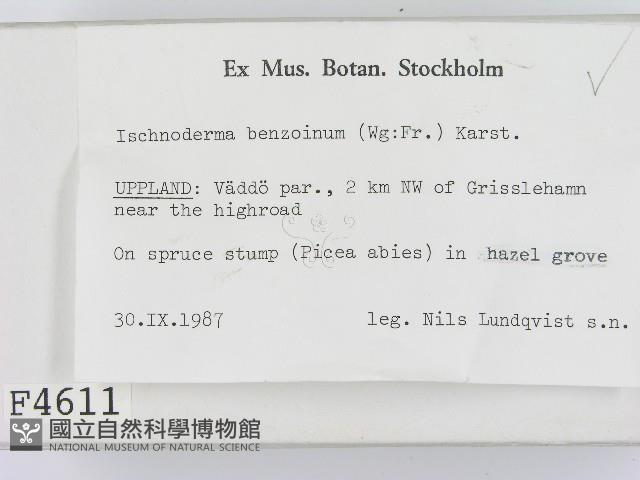 Ex Mus. Botan. Stockholm
Ischnoderma benzoinum (Wg:Fr.) Karst.
UPPLAND: Väddö par., 2 km NW of Grisslehamn
near the highroad
On spruce stump (Picea abies) in hazel grove
30.IX.1987 leg. Nils Lundqvist s.n.
F4611
國立自然科學博物館
NATIONAL MUSEUM OF NATURAL SCIENCE